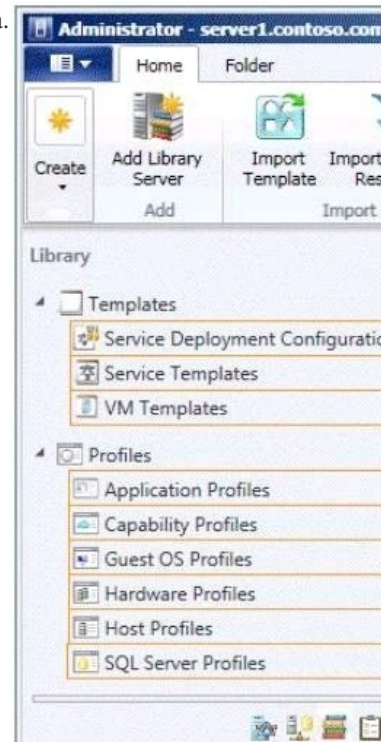 a.
Administrator - server1.contoso.com
Home Folder
Create
Add Library
Server
Import
Template
Import
Res
Add
Import
Library
Templates
Service Deployment Configuratio
Service Templates
VM Templates
Profiles
Application Profiles
Capability Profiles
Guest OS Profiles
Hardware Profiles
Host Profiles
SQL Server Profiles